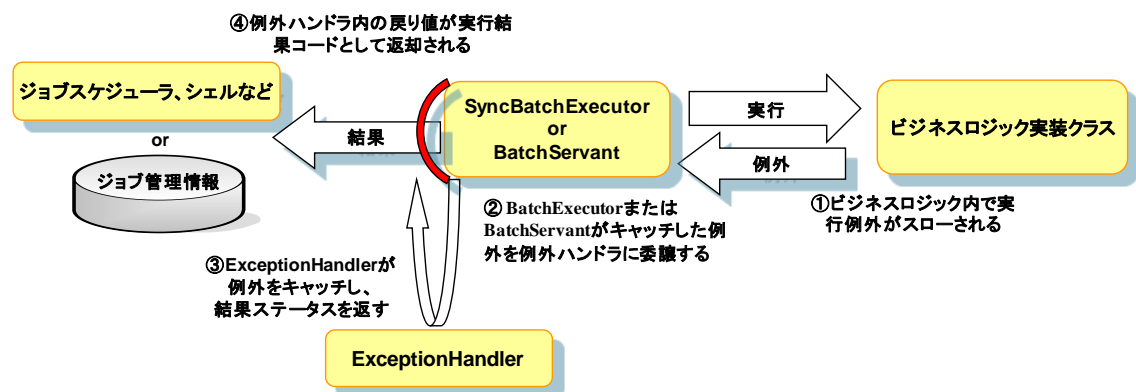 ④例外ハンドラ内の戻り値が実行結
果コードとして返却される
ジョブスケジューラ、シェルなど
or
ジョブ管理情報
結果
SyncBatchExecutor
or
BatchServant
実行
例外
ビジネスロジック実装クラス
①ビジネスロジック内で実
行例外がスローされる
② BatchExecutorまたは
BatchServantがキャッチした例
外を例外ハンドラに委譲する
③ExceptionHandlerが
例外をキャッチし、
結果ステータスを返す
ExceptionHandler